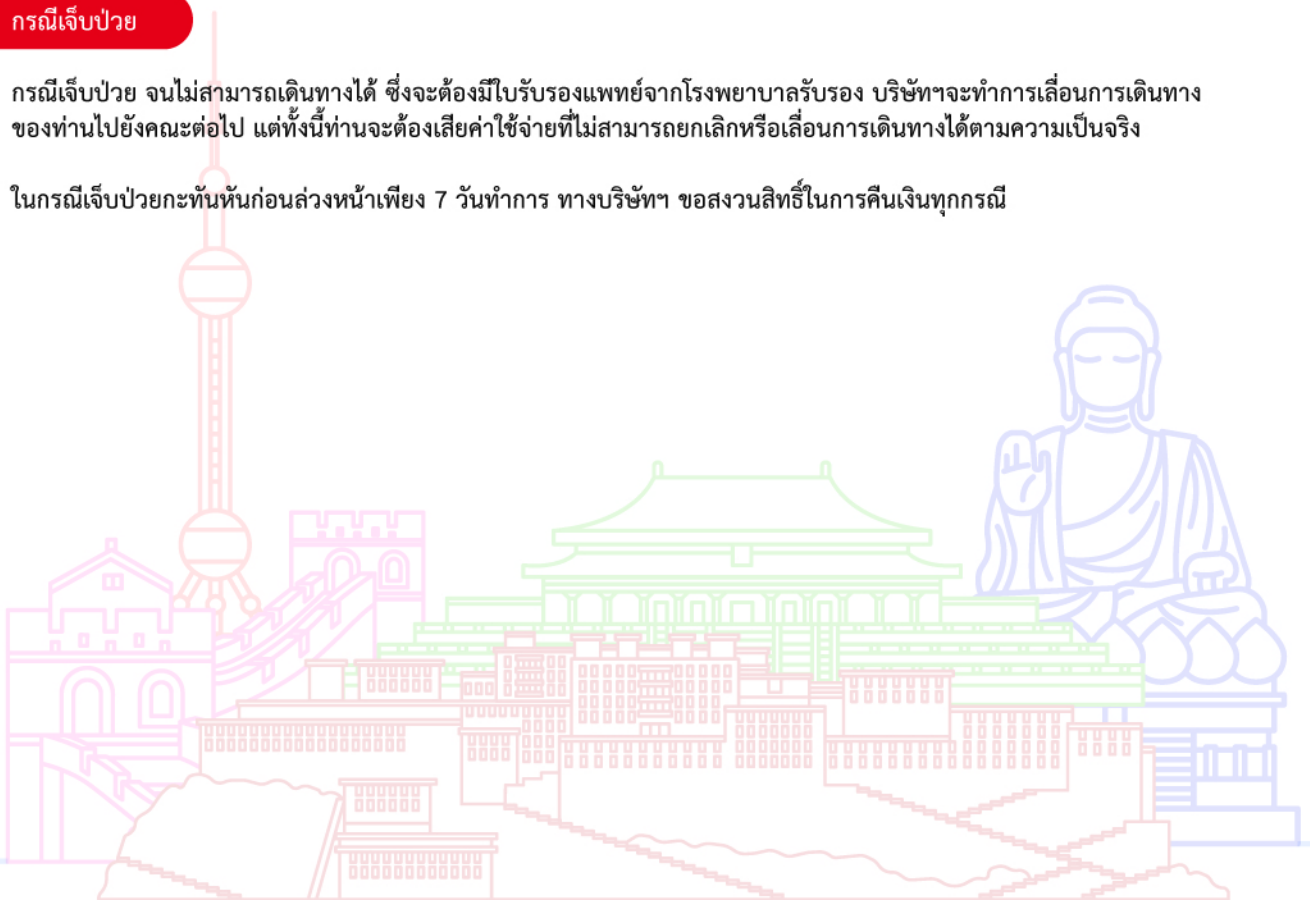 กรณีเจ็บป่วย
กรณีเจ็บป่วย จนไม่สามารถเดินทางได้ ซึ่งจะต้องมีใบรับรองแพทย์จากโรงพยาบาลรับรอง บริษัทฯจะทำการเลื่อนการเดินทาง
ของท่านไปยังคณะต่อไป แต่ทั้งนี้ท่านจะต้องเสียค่าใช้จ่ายที่ไม่สามารถยกเลิกหรือเลื่อนการเดินทางได้ตามความเป็นจริง
ในกรณีเจ็บป่วยกะทันหันก่อนล่วงหน้าเพียง 7 วันทำการ ทางบริษัทฯ ขอสงวนสิทธิ์ในการคืนเงินทุกกรณี